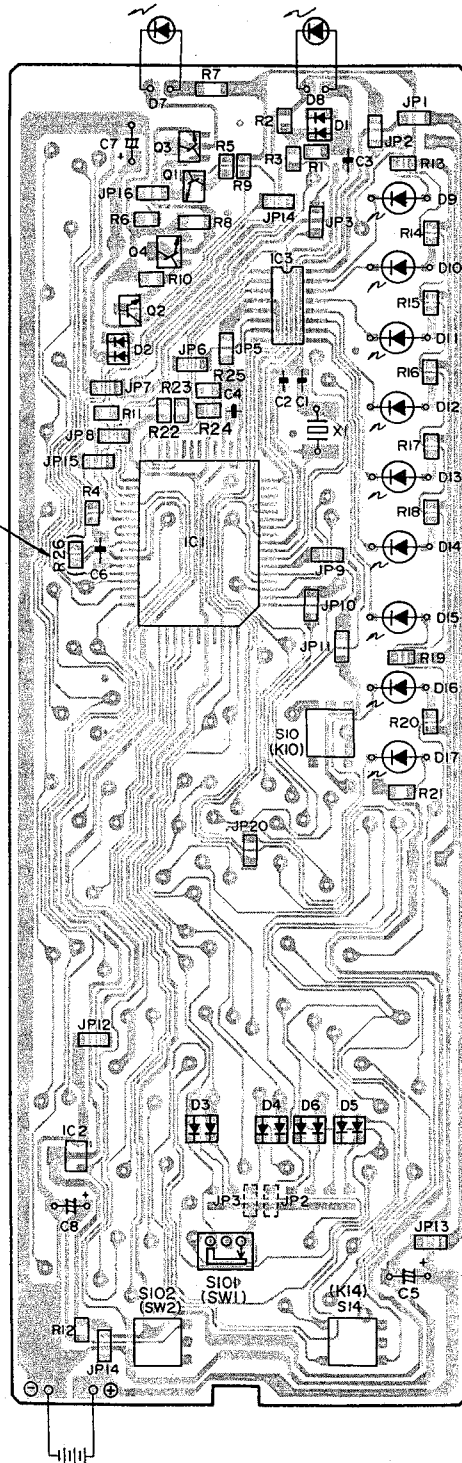 D7
R7
D8
R2
D1
JP1
C7
+
Q3
R5
R9
R3
R1
C3
JP2
R13
Q1
JP16
JP14
D9
R6
R8
JP3
R14
Q4
IC3
D10
R10
R15
Q2
D11
D2
JP6
JP5
R16
JP7
R23
R25
C4
C2
C1
D12
R11
R22
R24
X1
JP8
R17
JP15
D13
R4
R18
IC1
R26
C6
D14
JP9
JP10
D15
JP11
R19
D16
S10
(K10)
R20
D17
R21
JP20
JP12
D3
D4
D6
D5
IC2
JP3
JP2
+
C8
JP13
S101
(SW1)
+
C5
S102
(SW2)
(K14)
S14
R12
JP14
⊖
⊕